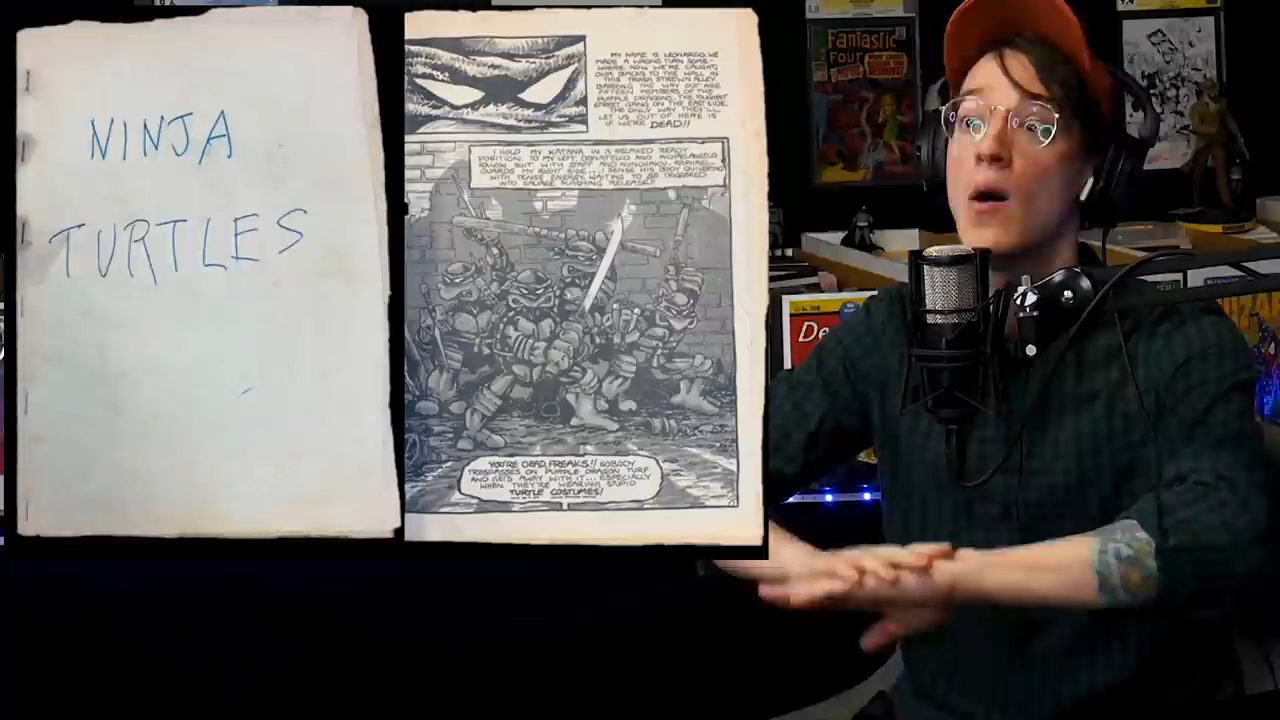 NINJA
TURTLES
MY NAME IS LEONARDO. WE
MADE A WRONG TURN SOME-
WHERE. NOW WE'RE CAUGHT,
OUR BACKS TO THE WALL IN
THIS TRASH STREWN ALLEY.
BARRING THE WAY OUT ARE
FIFTEEN MEMBERS OF THE
PURPLE DRAGONS, THE TOUGHEST
STREET GANG ON THE EAST SIDE.
THE ONLY WAY THEY'LL
LET US OUT OF HERE IS
IF WE'RE DEAD!!
I HOLD MY KATANA IN A RELAXED READY
POSITION. TO MY LEFT, DONATELLO AND MICHAELANGELO
FOLLOW SUIT WITH STAFF AND NUNCHAKU. RAPHAEL
GUARDS MY RIGHT SIDE... I SENSE HIS BODY QUIVERING
WITH TENSE ENERGY, WAITING TO BE TRIGGERED
INTO SAVAGE, SLASHING RELEASE!!
YOU'RE DEAD, FREAKS!! NOBODY
TRESPASSES ON PURPLE DRAGON TURF
AND GETS AWAY WITH IT... ESPECIALLY
WHEN THEY'RE WEARING STUPID
TURTLE COSTUMES!
Fantastic
Four
De